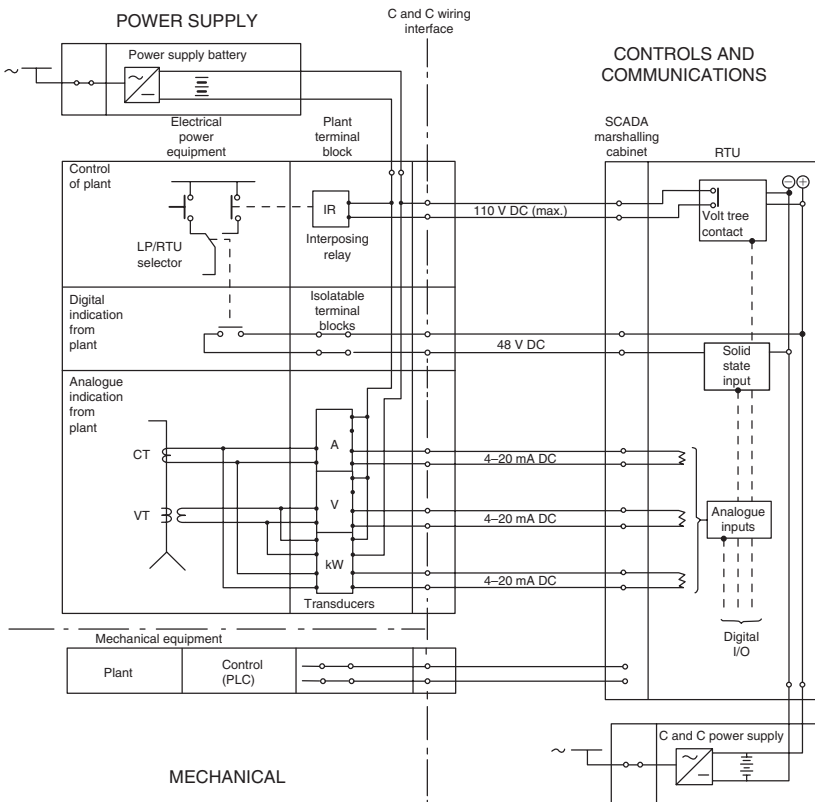 POWER SUPPLY
C and C wiring
interface
CONTROLS AND
COMMUNICATIONS
Power supply battery
Electrical
power
equipment
Plant
terminal
block
SCADA
marshalling
cabinet
RTU
Control
of plant
IR
Interposing
relay
LP/RTU
selector
110 V DC (max.)
Volt tree
contact
Digital
indication
from
plant
Isolatable
terminal
blocks
48 V DC
Solid
state
input
Analogue
indication
from
plant
CT
VT
A
V
kW
Transducers
4–20 mA DC
4–20 mA DC
4–20 mA DC
Analogue
inputs
Digital
I/O
Mechanical equipment
Plant
Control
(PLC)
MECHANICAL
C and C power supply